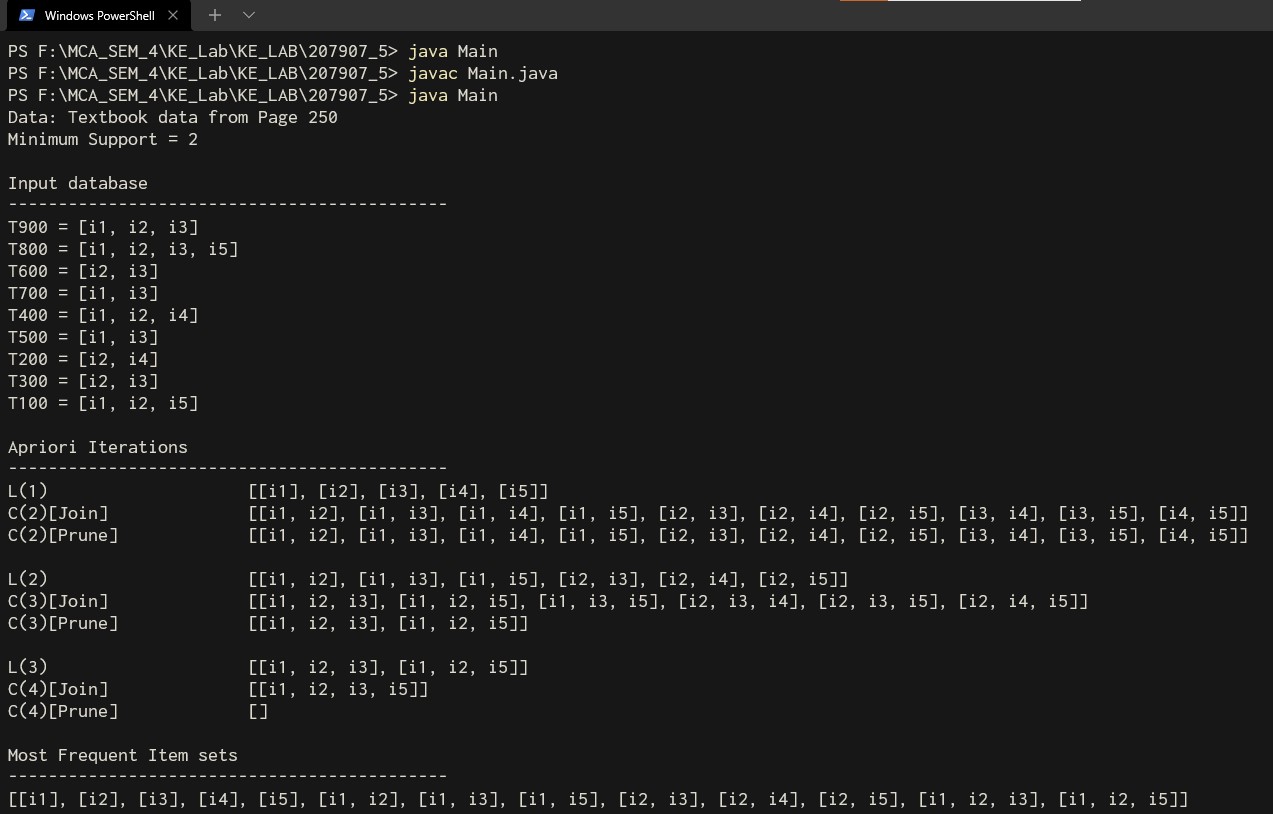 Windows PowerShell
PS F:\MCA_SEM_4\KE_Lab\KE_LAB\207907_5> java Main
PS F:\MCA_SEM_4\KE_Lab\KE_LAB\207907_5> javac Main.java
PS F:\MCA_SEM_4\KE_Lab\KE_LAB\207907_5> java Main
Data: Textbook data from Page 250
Minimum Support = 2
Input database
--------------------------------------------
T900 = [i1, i2, i3]
T800 = [i1, i2, i3, i5]
T600 = [i2, i3]
T700 = [i1, i3]
T400 = [i1, i2, i4]
T500 = [i1, i3]
T200 = [i2, i4]
T300 = [i2, i3]
T100 = [i1, i2, i5]
Apriori Iterations
--------------------------------------------
L(1) [[i1], [i2], [i3], [i4], [i5]]
C(2)[Join] [[i1, i2], [i1, i3], [i1, i4], [i1, i5], [i2, i3], [i2, i4], [i2, i5], [i3, i4], [i3, i5], [i4, i5]]
C(2)[Prune] [[i1, i2], [i1, i3], [i1, i4], [i1, i5], [i2, i3], [i2, i4], [i2, i5], [i3, i4], [i3, i5], [i4, i5]]
L(2) [[i1, i2], [i1, i3], [i1, i5], [i2, i3], [i2, i4], [i2, i5]]
C(3)[Join] [[i1, i2, i3], [i1, i2, i5], [i1, i3, i5], [i2, i3, i4], [i2, i3, i5], [i2, i4, i5]]
C(3)[Prune] [[i1, i2, i3], [i1, i2, i5]]
L(3) [[i1, i2, i3], [i1, i2, i5]]
C(4)[Join] [[i1, i2, i3, i5]]
C(4)[Prune] []
Most Frequent Item sets
--------------------------------------------
[[i1], [i2], [i3], [i4], [i5], [i1, i2], [i1, i3], [i1, i5], [i2, i3], [i2, i4], [i2, i5], [i1, i2, i3], [i1, i2, i5]]